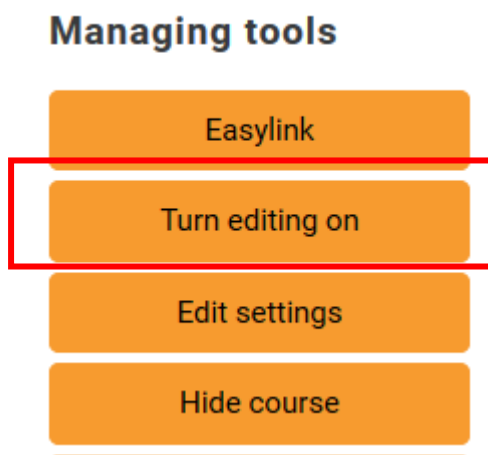 Managing tools
Easylink
Turn editing on
Edit settings
Hide course